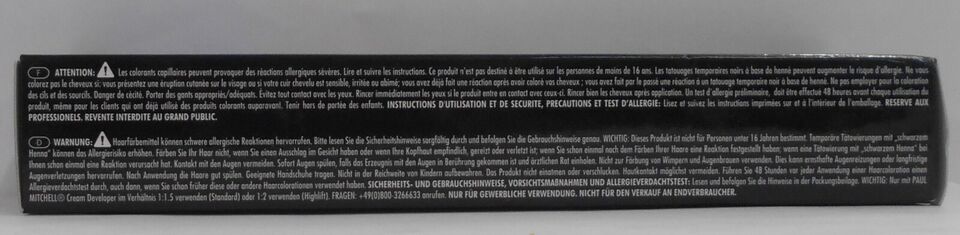 F ATTENTION: ⚠ Les colorants capillaires peuvent provoquer des réactions allergiques sévères. Lire et suivre les instructions. Ce produit n'est pas destiné à être utilisé sur les personnes de moins de 16 ans. Les tatouages temporaires noirs à base de henné peuvent augmenter le risque d'allergie. Ne vous
colorez pas les cheveux si: vous présentez une éruption cutanée sur le visage ou si votre cuir chevelu est sensible, irritée ou abîmé; vous avez déjà fait une réaction après avoir coloré vos cheveux ; vous avez fait par le passé une réaction à un tatouage temporaire noir à base de henné. Ne pas employer pour la coloration
des cils et des sourcils. Danger de cécité. Porter des gants appropriés/adaptés. Evitez tout contact avec les yeux. Rincer immédiatement les yeux si le produit entre en contact avec ceux-ci. Rincer bien les cheveux après application. Un test d'allergie préliminaire, doit être effectué 48 heures avant chaque utilisation du
produit, même pour les clients qui ont déjà utilisé des produits colorants auparavant. Tenir hors de portée des enfants. INSTRUCTIONS D'UTILISATION ET DE SECURITE, PRECAUTIONS ET TEST D'ALLERGIE: Lisez et suivez les instructions imprimées sur et à l'intérieur de l'emballage. RESERVE AUX
PROFESSIONELS. REVENTE INTERDITE AU GRAND PUBLIC.
D WARNUNG: ⚠ Haarfärbemittel können schwere allergische Reaktionen hervorrufen. Bitte lesen Sie die Sicherheitshinweise sorgfältig durch und befolgen Sie die Gebrauchshinweise genau. WICHTIG: Dieses Produkt ist nicht für Personen unter 16 Jahren bestimmt. Temporäre Tätowierungen mit „schwarzem
Henna" können das Allergierisiko erhöhen. Färben Sie Ihr Haar nicht, wenn Sie einen Ausschlag im Gesicht haben oder wenn Ihre Kopfhaut empfindlich, gereizt oder verletzt ist; wenn Sie schon einmal nach dem Färben Ihrer Haare eine Reaktion festgestellt haben; wenn eine Tätowierung mit „schwarzem Henna" bei
Ihnen schon einmal eine Reaktion verursacht hat. Kontakt mit den Augen vermeiden. Sofort Augen spülen, falls das Erzeugnis mit den Augen in Berührung gekommen ist und ärztlichen Rat einholen. Nicht zur Färbung von Wimpern und Augenbrauen verwenden. Dies kann ernsthafte Augenreizungen oder langfristige
Augenverletzungen hervorrufen. Nach Anwendung die Haare gut spülen. Geeignete Handschuhe tragen. Nicht in die Reichweite von Kindern aufbewahren. Das Produkt nicht einatmen oder verschlucken. Hautkontakt möglichst vermeiden. Führen Sie 48 Stunden vor jeder Anwendung einer Haarcoloration einen
Allergieverdachtstest durch, auch dann, wenn Sie schon früher diese oder andere Haarcolorationen verwendet haben. SICHERHEITS- UND GEBRAUCHSHINWEISE, VORSICHTSMAßNAHMEN UND ALLERGIEVERDACHTSTEST: Lesen und befolgen Sie die Hinweise in der Packungsbeilage. WICHTIG: Nur mit PAUL
MITCHELL® Cream Developer im Verhältnis 1:1.5 verwenden (Standard) oder 1:2 verwenden (Highlift). FRAGEN: +49(0)800-3266433 anrufen. NUR FÜR GEWERBLICHE VERWENDUNG. NICHT FÜR DEN VERKAUF AN ENDVERBRAUCHER.